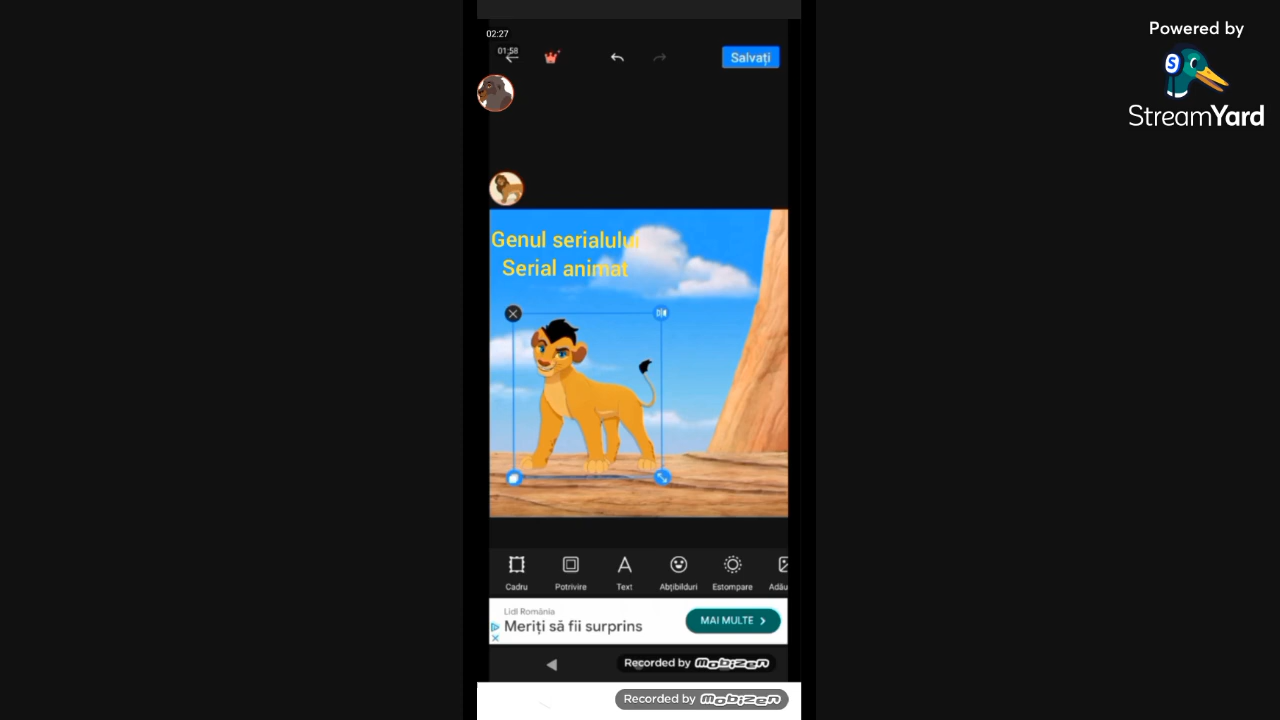 02:27
01:58
Salvați
Powered by
StreamYard
Genul serialului
Serial animat
Cadru
Potrivire
Text
Abțibilduri
Estompare
Adău
Lidl România
Meriți să fii surprins
MAI MULTE
Recorded by Mobizen
Recorded by Mobizen